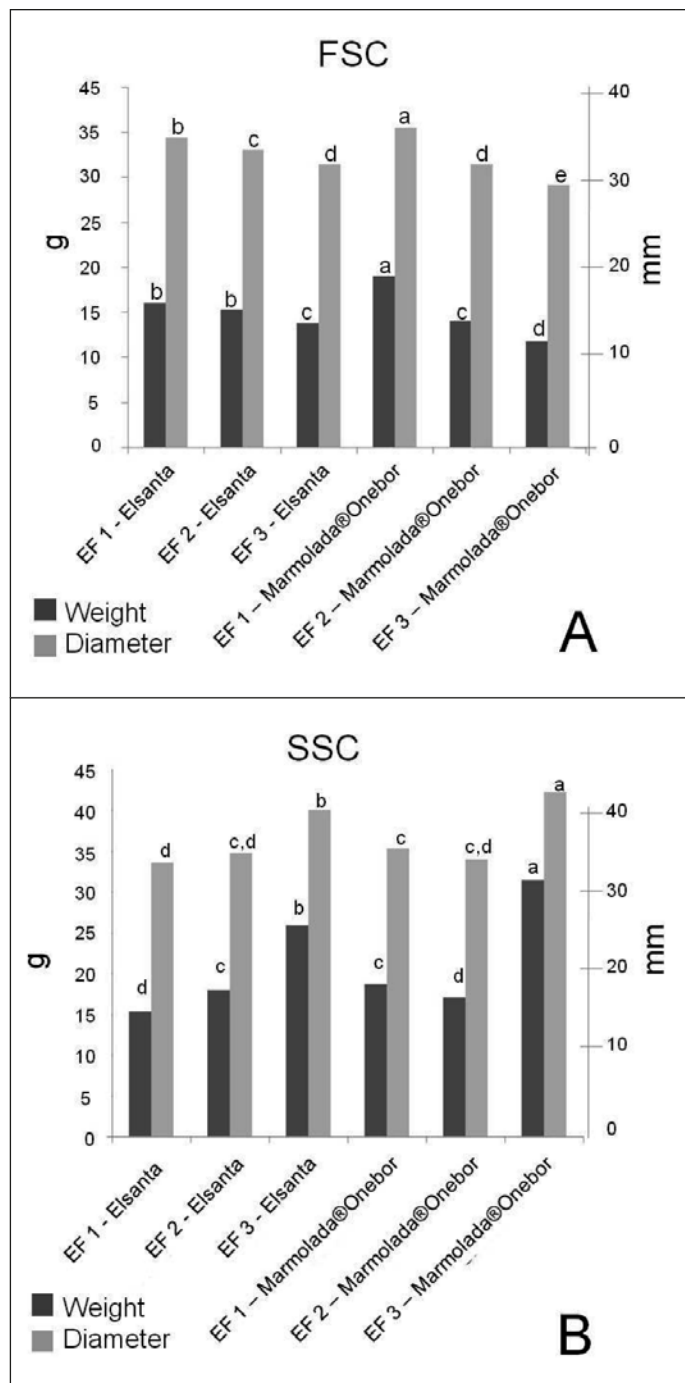 FSC
45
35
30
25
20
15
10
5
0
g
b
b
c
b
d
c
a
a
d
c
e
d
40
30
20
10
0
mm
EF 1 - Elsanta
EF 2 - Elsanta
EF 3 - Elsanta
EF 1 – Marmolada®Onebor
EF 2 – Marmolada®Onebor
EF 3 – Marmolada®Onebor
Weight
Diameter
A
SSC
45
40
35
30
25
20
15
10
5
0
g
d
d
c
c,d
b
b
c
c
d
c,d
a
a
40
30
20
10
0
mm
EF 1 - Elsanta
EF 2 - Elsanta
EF 3 - Elsanta
EF 1 – Marmolada®Onebor
EF 2 – Marmolada®Onebor
EF 3 – Marmolada®Onebor
Weight
Diameter
B